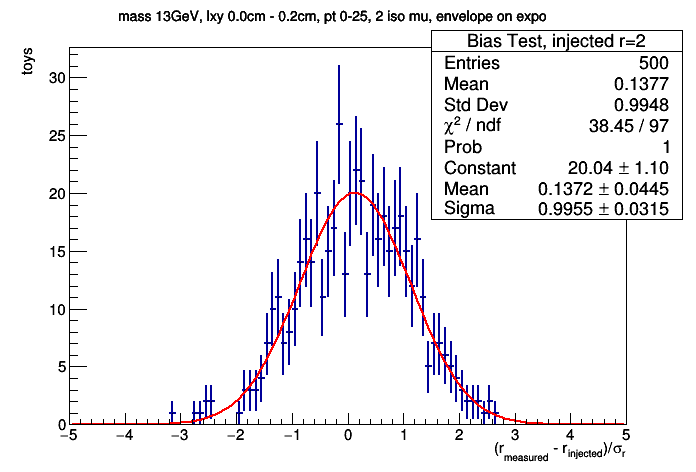 mass 13GeV, lxy 0.0cm - 0.2cm, pt 0-25, 2 iso mu, envelope on expo
Bias Test, injected r=2
Entries 500
Mean 0.1377
Std Dev 0.9948
χ² / ndf 38.45 / 97
Prob 1
Constant 20.04 ± 1.10
Mean 0.1372 ± 0.0445
Sigma 0.9955 ± 0.0315
toys
30
25
20
15
10
5
0
−5 −4 −3 −2 −1 0 1 2 3 4 5
(r_measured - r_injected)/σ_r